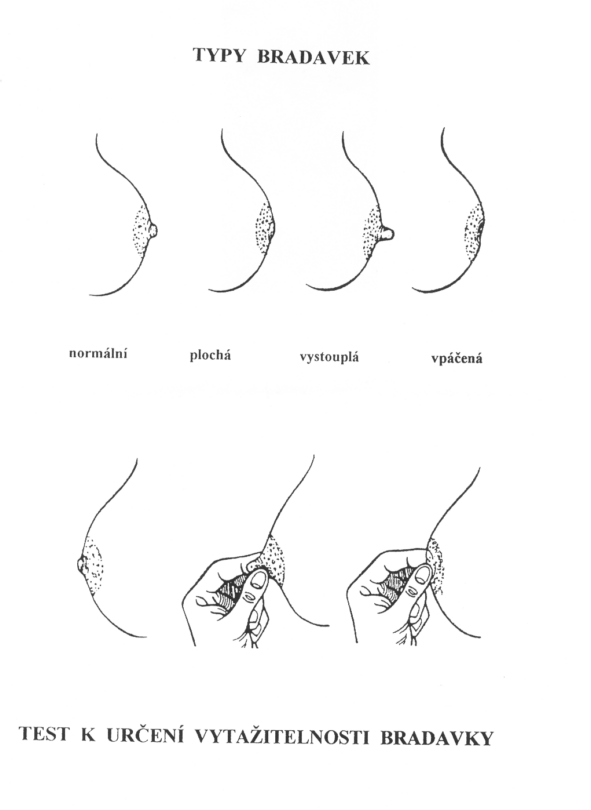 TYPY BRADAVEK
normální plochá vystouplá vpáčená
TEST K URČENÍ VYTAŽITELNOSTI BRADAVKY